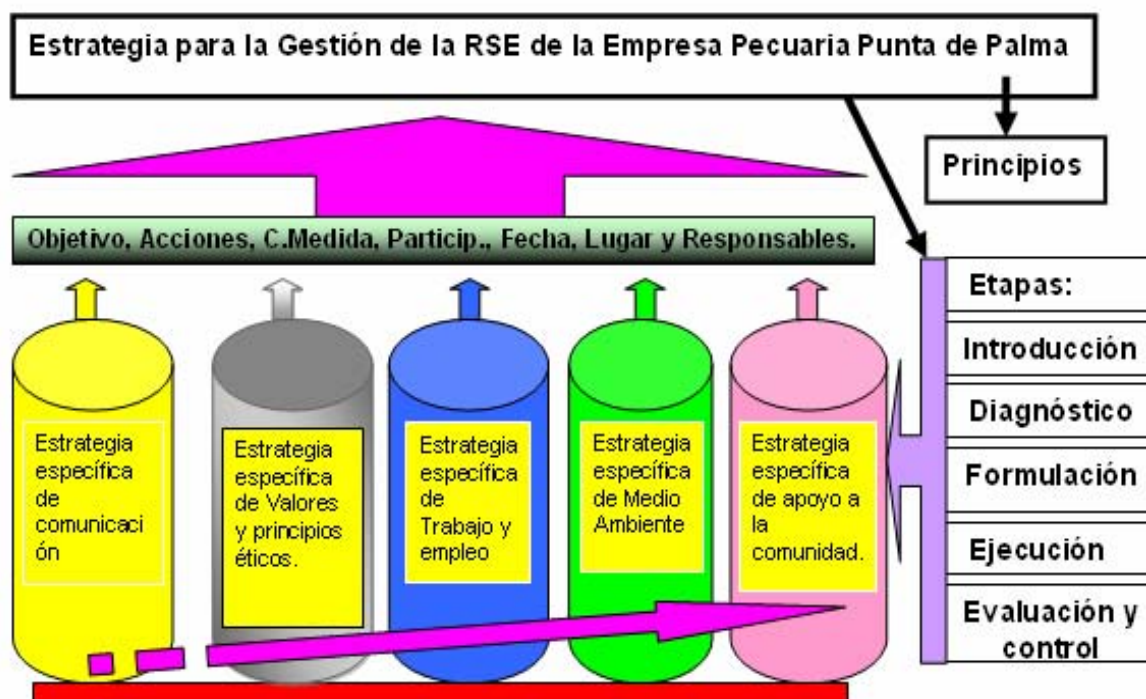 Estrategia para la Gestión de la RSE de la Empresa Pecuaria Punta de Palma
Principios
Objetivo, Acciones, C.Medida, Particip., Fecha, Lugar y Responsables.
Estrategia
específica
de
comunicaci
ón
Estrategia
específica
de Valores
y principios
éticos.
Estrategia
específica
de
Trabajo y
empleo
Estrategia
específica
de Medio
Ambiente
Estrategia
específica
de apoyo a
la
comunidad.
Etapas:
Introducción
Diagnóstico
Formulación
Ejecución
Evaluación y
control